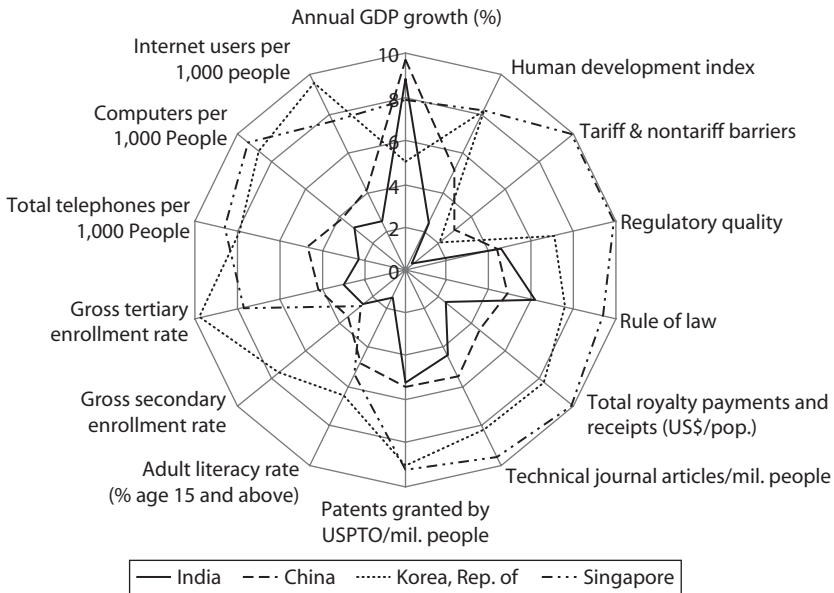 Annual GDP growth (%)
Internet users per
1,000 people
Human development index
Computers per
1,000 People
Tariff & nontariff barriers
Total telephones per
1,000 People
Regulatory quality
Gross tertiary
enrollment rate
Rule of law
Gross secondary
enrollment rate
Total royalty payments and
receipts (US$/pop.)
Adult literacy rate
(% age 15 and above)
Technical journal articles/mil. people
Patents granted by
USPTO/mil. people
10
8
6
4
2
0
India China Korea, Rep. of Singapore